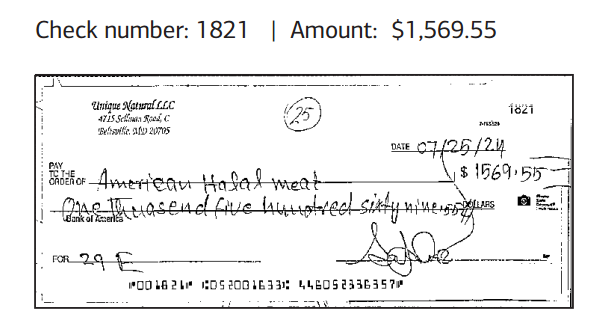 Check number: 1821 | Amount: $1,569.55
Unique Natural LLC
4715 Sellman Road, C
Beltsville, MD 20705
25
1821
DATE 07/25/24
PAY TO THE ORDER OF American Halal meat $ 1569.55
One thuasend five hundred sixty nine. 55 DOLLARS
Bank of America
FOR 29 E
⑈001821⑈ ⑆052001633⑆ 446052336357⑈